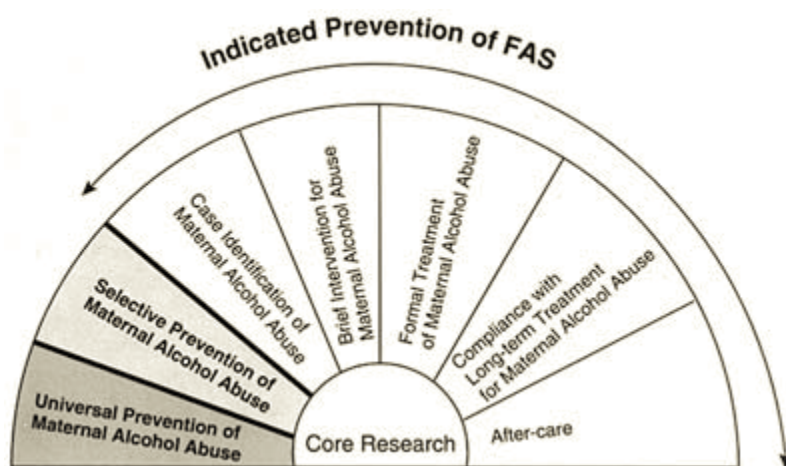 Indicated Prevention of FAS
Universal Prevention of
Maternal Alcohol Abuse
Selective Prevention of
Maternal Alcohol Abuse
Case Identification of
Maternal Alcohol Abuse
Brief Intervention for
Maternal Alcohol Abuse
Formal Treatment
of Maternal Alcohol Abuse
Compliance with
Long-term Treatment
for Maternal Alcohol Abuse
After-care
Core Research